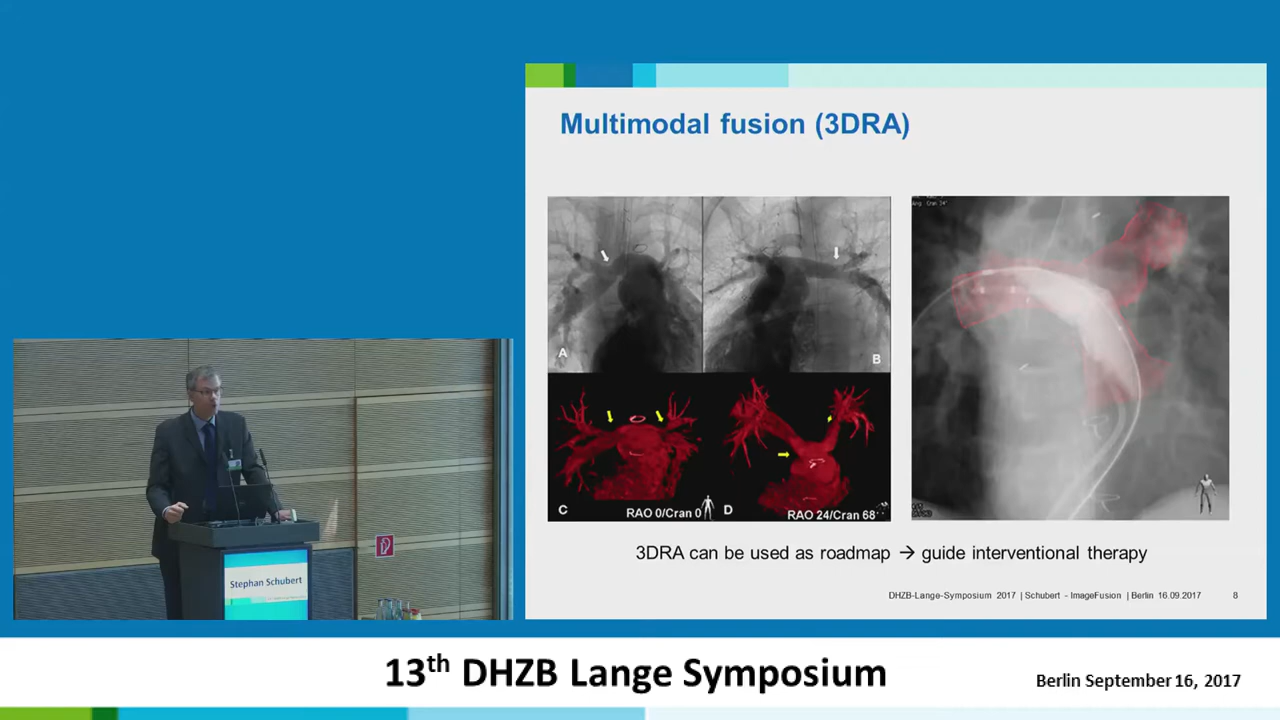 Multimodal fusion (3DRA)
A
B
C
RAO 0/Cran 0
D
RAO 24/Cran 68
3DRA can be used as roadmap → guide interventional therapy
DHZB-Lange-Symposium 2017 | Schubert - ImageFusion | Berlin 16.09.2017 8
Stephan Schubert
13th DHZB Lange Symposium
Berlin September 16, 2017